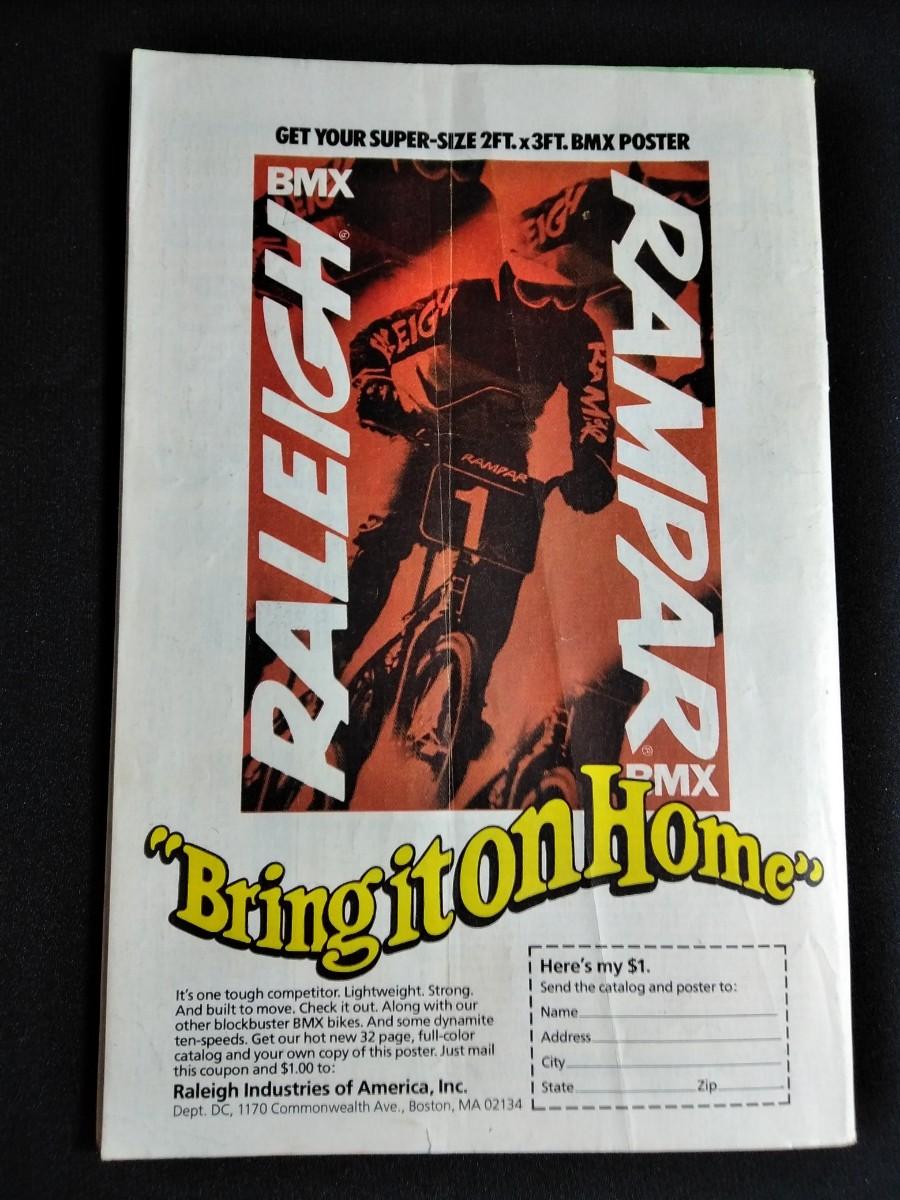 GET YOUR SUPER-SIZE 2FT. x 3FT. BMX POSTER
BMX
RALEIGH®
RAMPAR®
BMX
EIGH
LEIGH
RAMPAR
RAMPAR
1
"Bring it on Home"
It's one tough competitor. Lightweight. Strong.
And built to move. Check it out. Along with our
other blockbuster BMX bikes. And some dynamite
ten-speeds. Get our hot new 32 page, full-color
catalog and your own copy of this poster. Just mail
this coupon and $1.00 to:
Raleigh Industries of America, Inc.
Dept. DC, 1170 Commonwealth Ave., Boston, MA 02134
Here's my $1.
Send the catalog and poster to:
Name
Address
City
State Zip